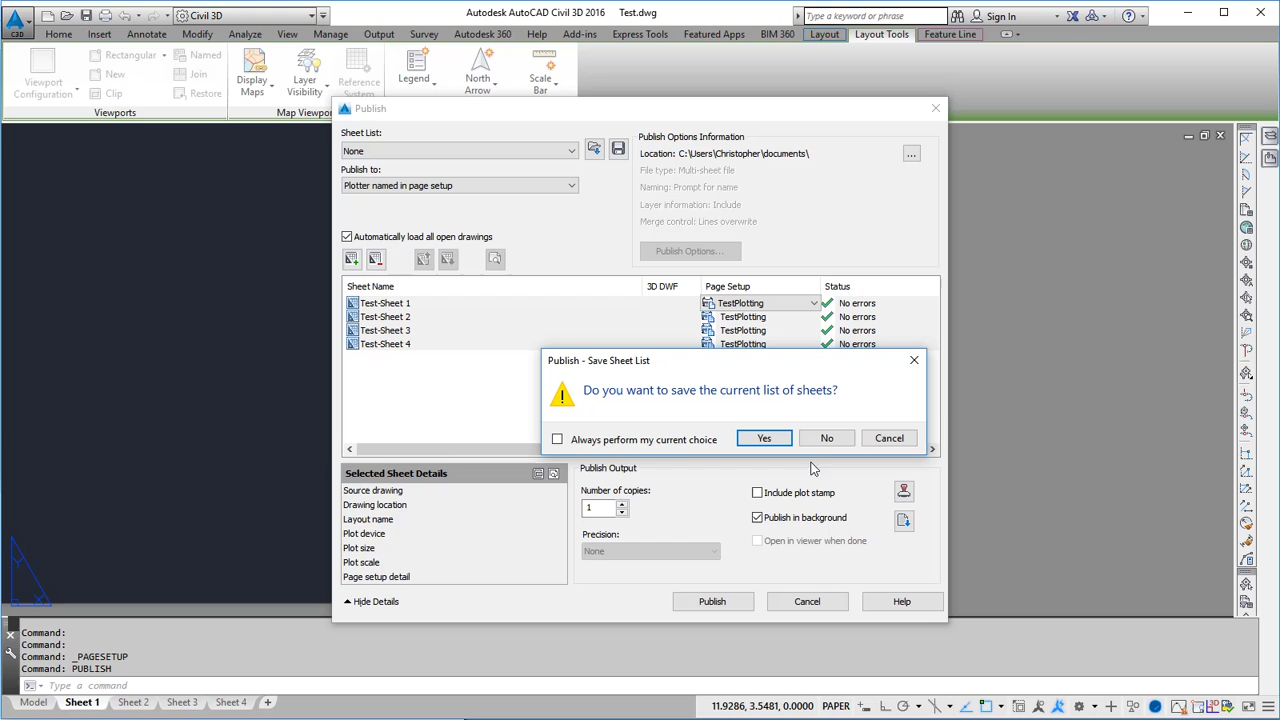 Civil 3D
Autodesk AutoCAD Civil 3D 2016 Test.dwg
Type a keyword or phrase
Sign In
C3D
Home Insert Annotate Modify Analyze View Manage Output Survey Autodesk 360 Help Add-ins Express Tools Featured Apps BIM 360 Layout Layout Tools Feature Line
Viewport
Configuration
Rectangular
New
Clip
Named
Join
Restore
Display
Maps
Layer
Visibility
Reference
System
Legend
North
Arrow
Scale
Bar
Viewports
Map Viewpor
Publish
Sheet List:
None
Publish to:
Plotter named in page setup
Publish Options Information
Location: C:\Users\Christopher\documents\
...
File type: Multi-sheet file
Naming: Prompt for name
Layer information: Include
Merge control: Lines overwrite
Publish Options...
Automatically load all open drawings
Sheet Name 3D DWF Page Setup Status
Test-Sheet 1 TestPlotting No errors
Test-Sheet 2 TestPlotting No errors
Test-Sheet 3 TestPlotting No errors
Test-Sheet 4 TestPlotting No errors
Publish - Save Sheet List
Do you want to save the current list of sheets?
Always perform my current choice
Yes
No
Cancel
Selected Sheet Details
Source drawing
Drawing location
Layout name
Plot device
Plot size
Plot scale
Page setup detail
Publish Output
Number of copies:
1
Precision:
None
Include plot stamp
Publish in background
Open in viewer when done
Hide Details
Publish
Cancel
Help
Y
X
Command:
Command:
Command: _PAGESETUP
Command: PUBLISH
Type a command
Model Sheet 1 Sheet 2 Sheet 3 Sheet 4 +
11.9286, 3.5481, 0.0000 PAPER